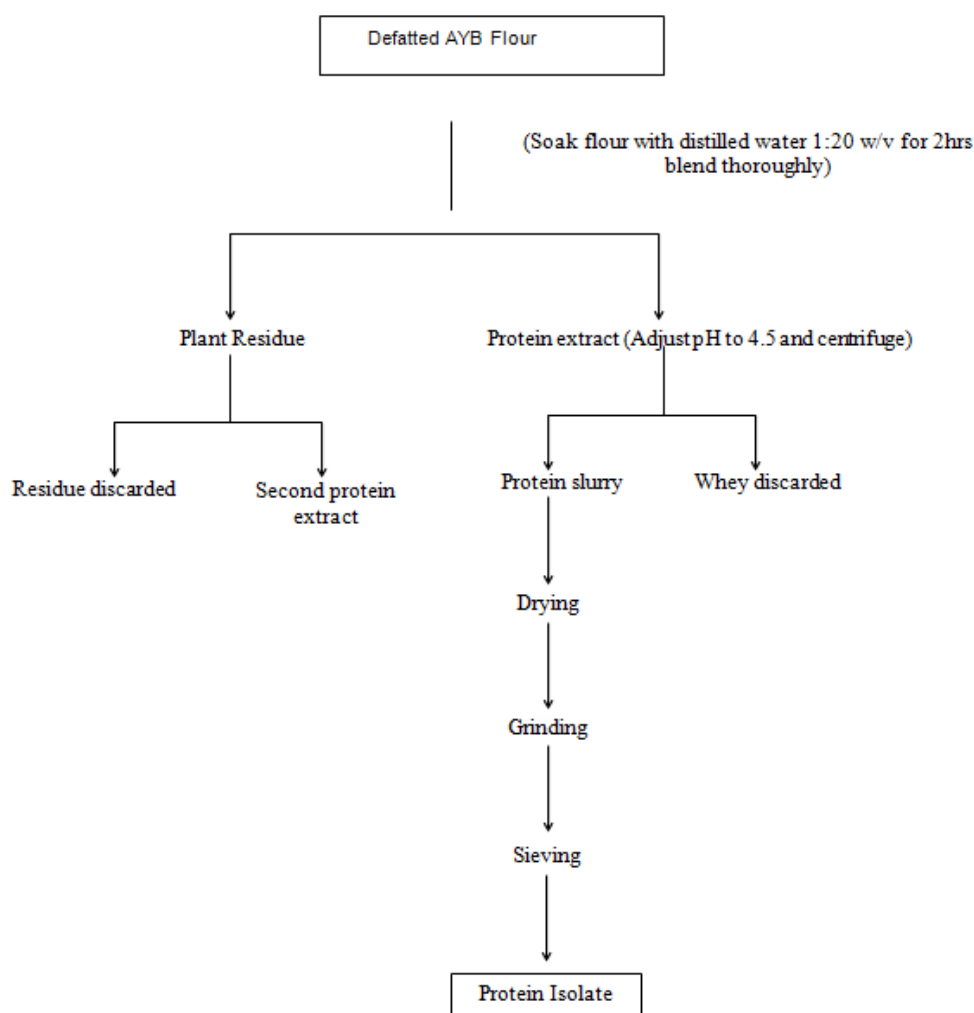 Defatted AYB Flour
(Soak flour with distilled water 1:20 w/v for 2hrs
blend thoroughly)
Plant Residue
Protein extract (Adjust pH to 4.5 and centrifuge)
Residue discarded
Second protein
extract
Protein slurry
Whey discarded
Drying
Grinding
Sieving
Protein Isolate